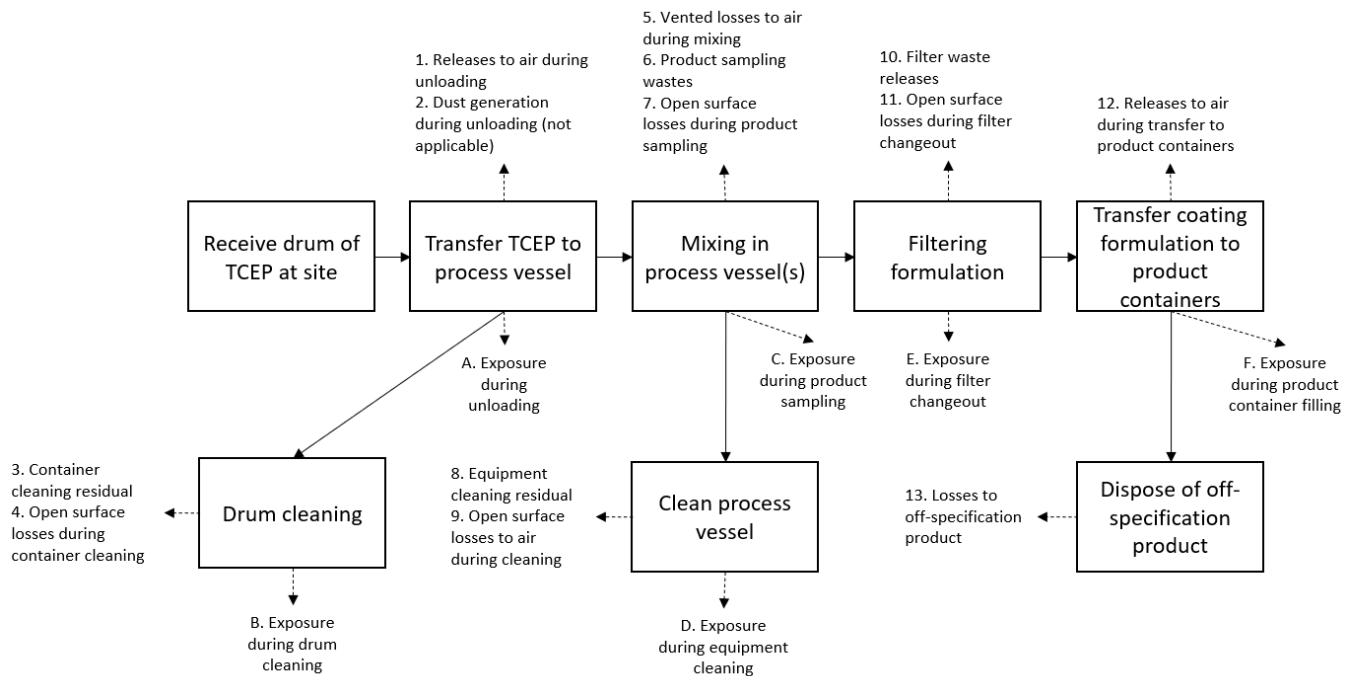 1. Releases to air during
unloading
2. Dust generation
during unloading (not
applicable)
5. Vented losses to air
during mixing
6. Product sampling
wastes
7. Open surface
losses during product
sampling
10. Filter waste
releases
11. Open surface
losses during filter
changeout
12. Releases to air
during transfer to
product containers
Receive drum of
TCEP at site
Transfer TCEP to
process vessel
Mixing in
process vessel(s)
Filtering
formulation
Transfer coating
formulation to
product
containers
A. Exposure
during
unloading
C. Exposure
during product
sampling
E. Exposure
during filter
changeout
F. Exposure
during product
container filling
3. Container
cleaning residual
4. Open surface
losses during
container cleaning
Drum cleaning
8. Equipment
cleaning residual
9. Open surface
losses to air
during cleaning
Clean process
vessel
13. Losses to
off-specification
product
Dispose of off-
specification
product
B. Exposure
during drum
cleaning
D. Exposure
during equipment
cleaning